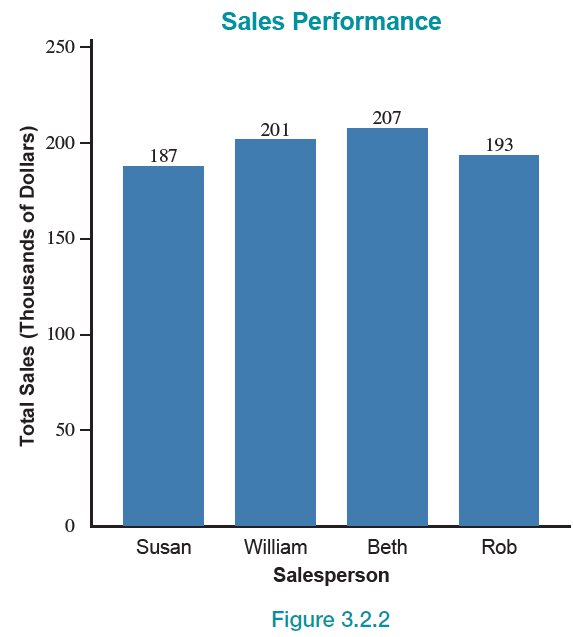 Sales Performance
Total Sales (Thousands of Dollars)
250
200
150
100
50
0
187
201
207
193
Susan
William
Beth
Rob
Salesperson
Figure 3.2.2